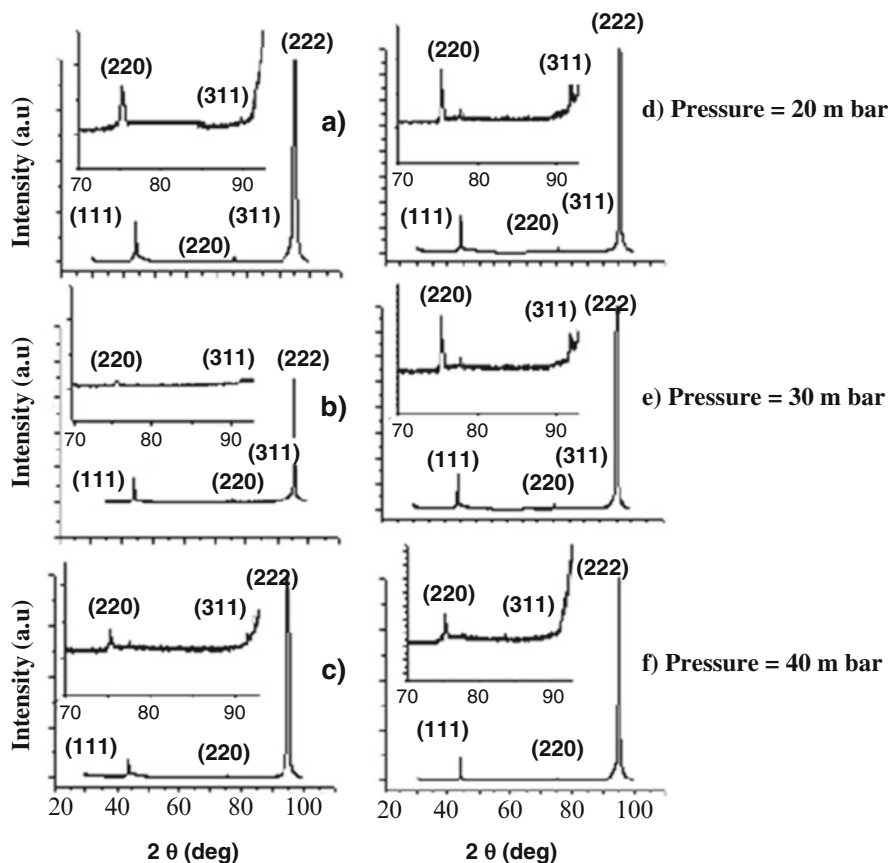 Intensity (a.u)
(220)
(311)
(222)
a)
70 80 90
(111)
(220)
(311)
(220)
(311)
(222)
d) Pressure = 20 m bar
70 80 90
(111)
(220)
(311)
Intensity (a.u)
(220)
(311)
(222)
b)
70 80 90
(111)
(220)
(311)
(220)
(311)
(222)
e) Pressure = 30 m bar
70 80 90
(111)
(220)
(311)
Intensity (a.u)
(220)
(311)
(222)
c)
70 80 90
(111)
(220)
20 40 60 80 100
2 θ (deg)
(220)
(311)
(222)
f) Pressure = 40 m bar
70 80 90
(111)
(220)
20 40 60 80 100
2 θ (deg)